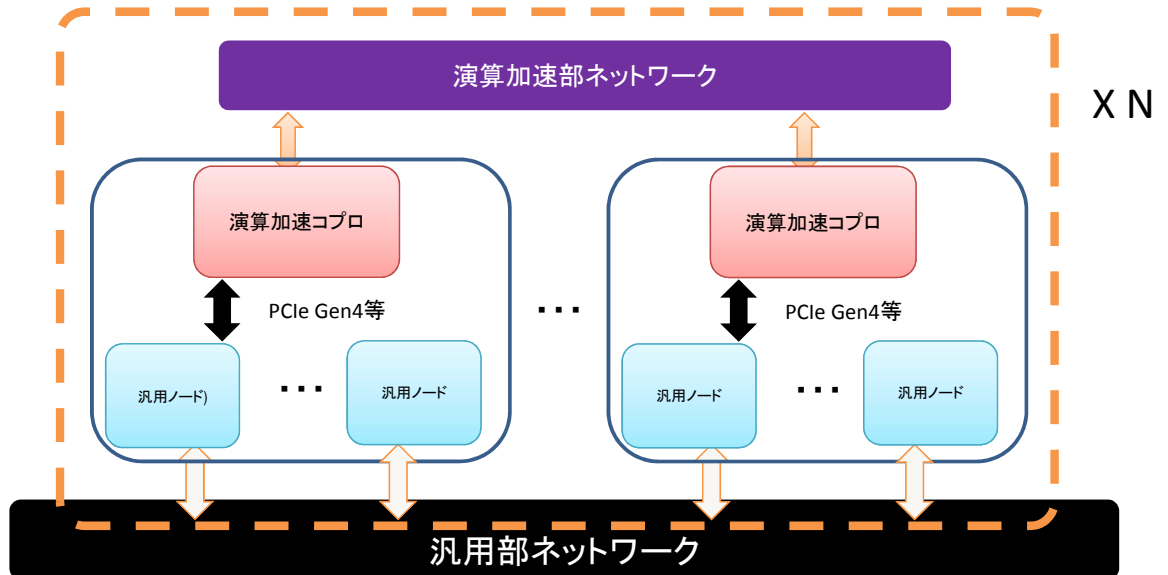 演算加速部ネットワーク
X N
演算加速コプロ
演算加速コプロ
PCIe Gen4等
・・・
PCIe Gen4等
汎用ノード)
・・・
汎用ノード
汎用ノード
・・・
汎用ノード
汎用部ネットワーク